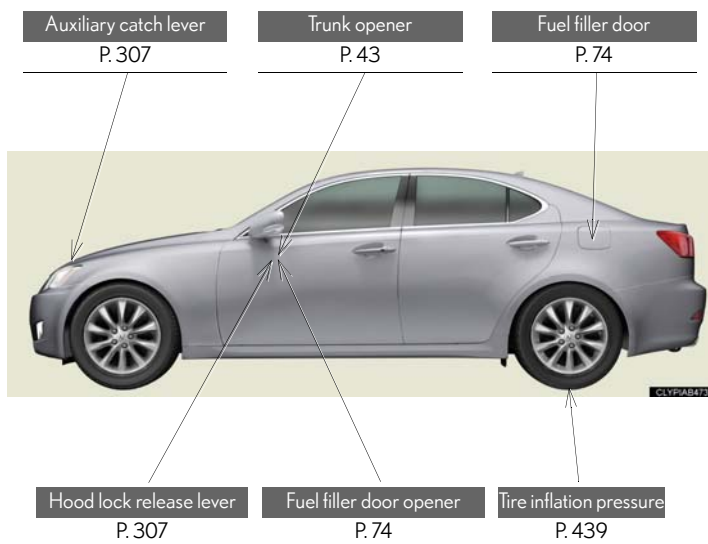 Auxiliary catch lever
P. 307
Trunk opener
P. 43
Fuel filler door
P. 74
CLYPIAB473
Hood lock release lever
P. 307
Fuel filler door opener
P. 74
Tire inflation pressure
P. 439